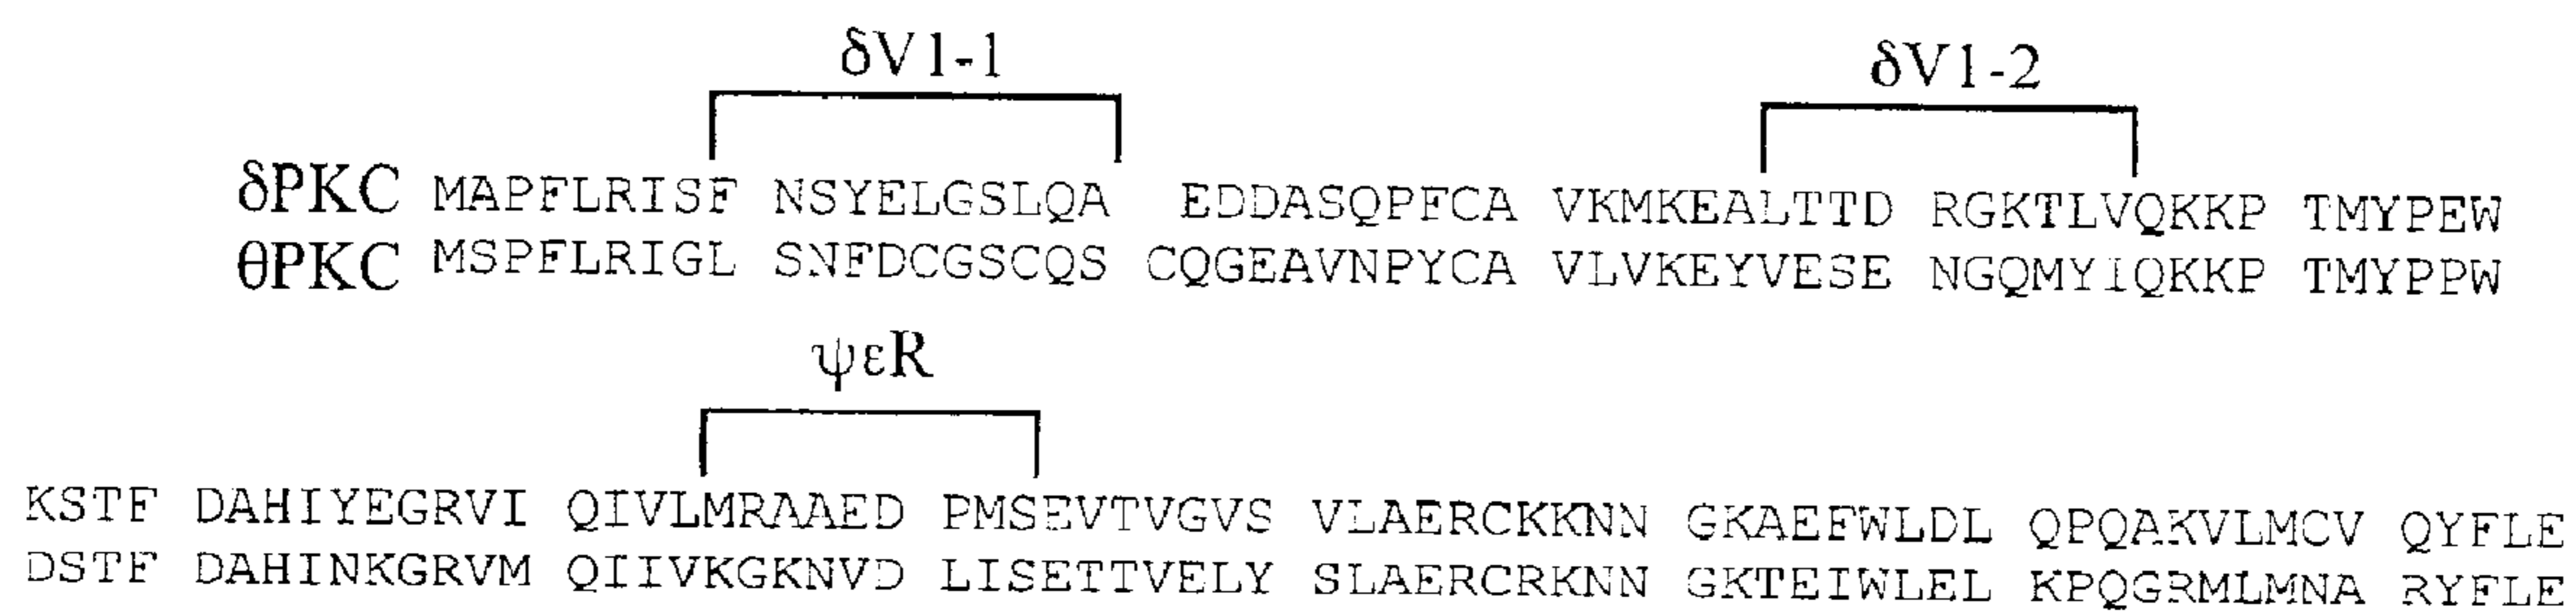 δV1-1 δV1-2
δPKC MAPFLRISF NSYELGSLQA EDDASQPFCA VKMKEALTTD RGKTLVQKKP TMYPEW
θPKC MSPFLRIGL SNFDCGSCQS CQGEAVNPYCA VLVKEYVESE NGQMYIQKKP TMYPPW
ψεR
KSTF DAHIYEGRVI QIVLMRAAED PMSEVTVGVS VLAERCKKNN GKAEFWLDL QPQAKVLMCV QYFLE
DSTF DAHINKGRVM QIIVKGKNVD LISETTVELY SLAERCRKNN GKTEIWLEL KPQGRMLMNA RYFLE